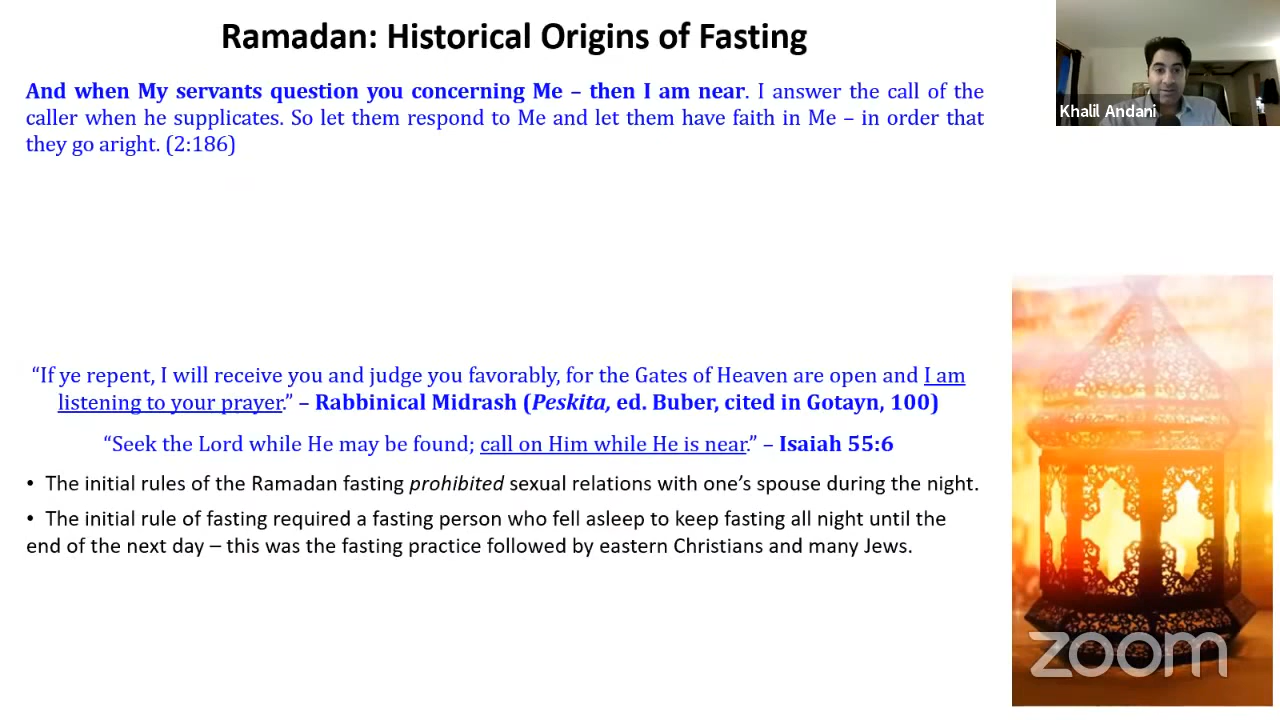 Ramadan: Historical Origins of Fasting
Khalil Andani
And when My servants question you concerning Me – then I am near. I answer the call of the
caller when he supplicates. So let them respond to Me and let them have faith in Me – in order that
they go aright. (2:186)
“If ye repent, I will receive you and judge you favorably, for the Gates of Heaven are open and I am
listening to your prayer.” – Rabbinical Midrash (Peskita, ed. Buber, cited in Gotayn, 100)
“Seek the Lord while He may be found; call on Him while He is near.” – Isaiah 55:6
• The initial rules of the Ramadan fasting prohibited sexual relations with one’s spouse during the night.
• The initial rule of fasting required a fasting person who fell asleep to keep fasting all night until the
end of the next day – this was the fasting practice followed by eastern Christians and many Jews.
zoom